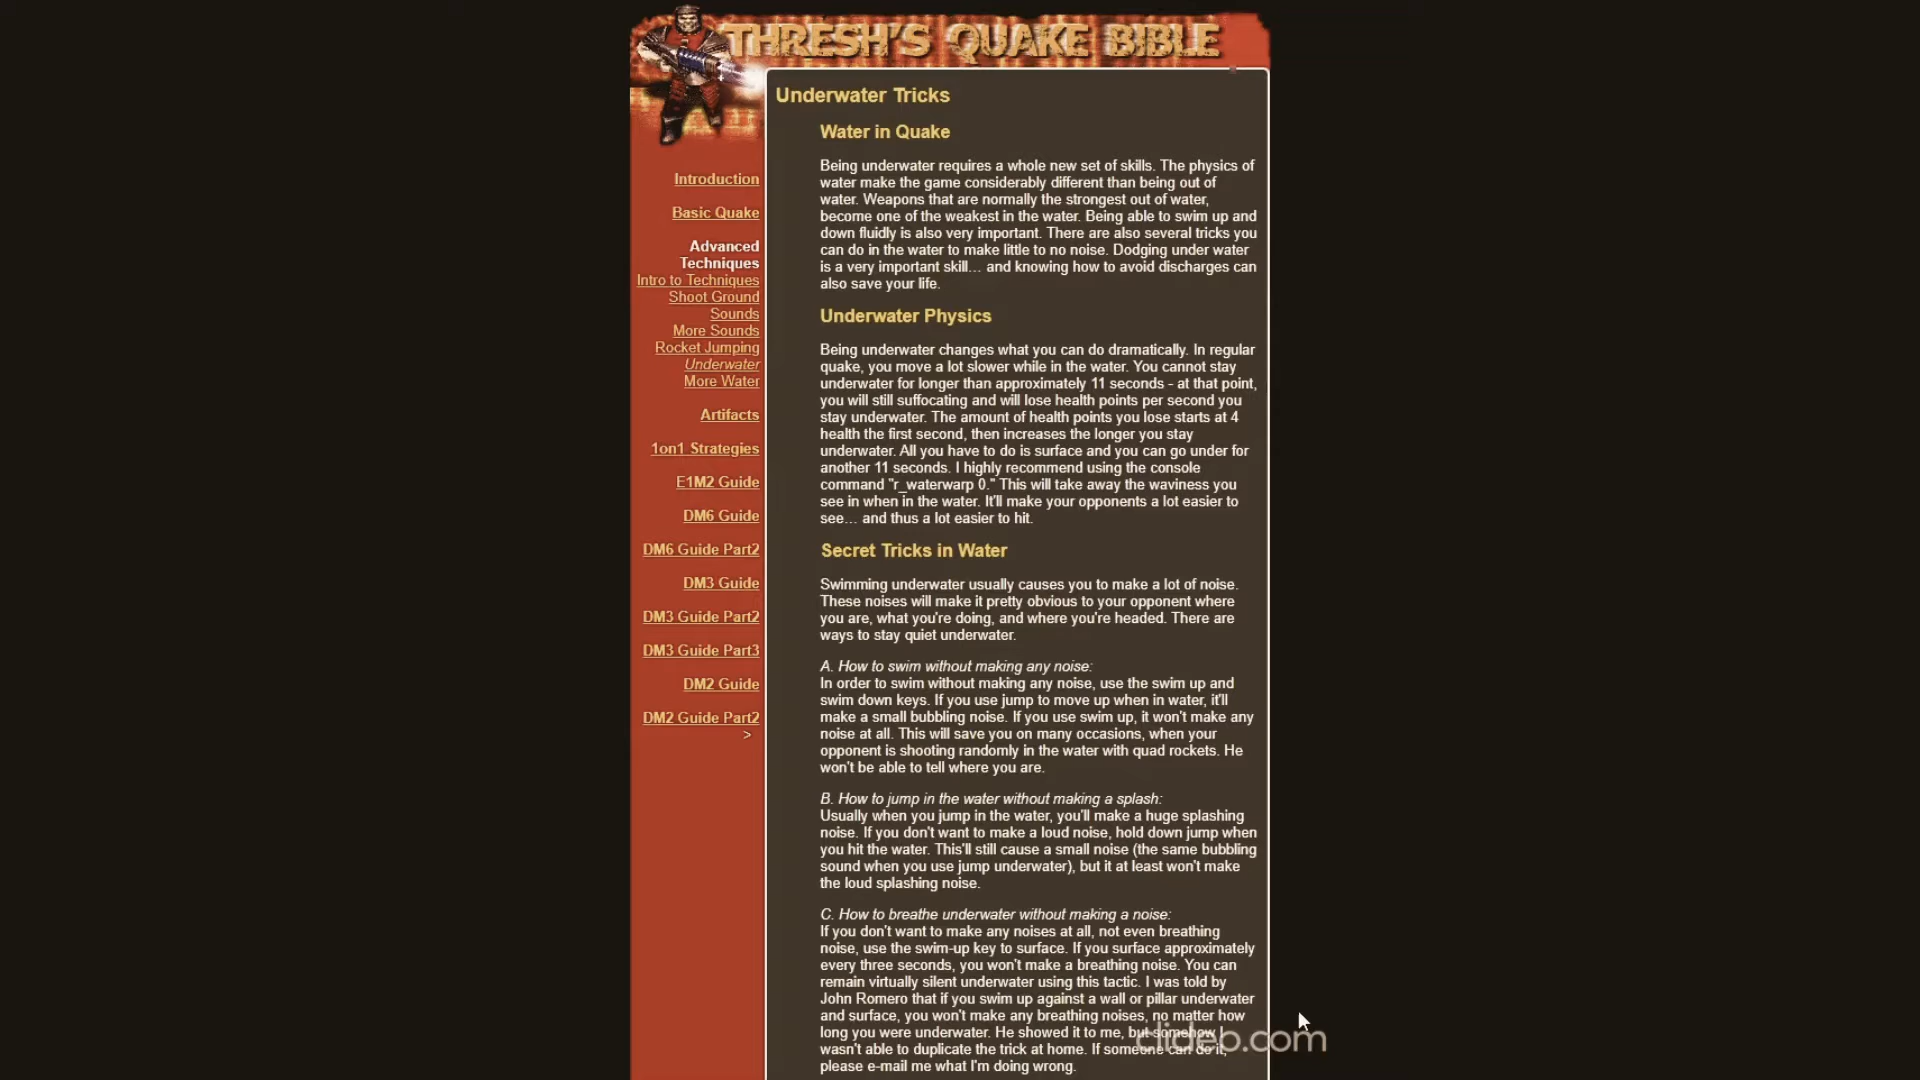 THRESH'S QUAKE BIBLE
Introduction
Basic Quake
Advanced
Techniques
Intro to Techniques
Shoot Ground
Sounds
More Sounds
Rocket Jumping
Underwater
More Water
Artifacts
1on1 Strategies
E1M2 Guide
DM6 Guide
DM6 Guide Part2
DM3 Guide
DM3 Guide Part2
DM3 Guide Part3
DM2 Guide
DM2 Guide Part2
>
Underwater Tricks
Water in Quake
Being underwater requires a whole new set of skills. The physics of
water make the game considerably different than being out of
water. Weapons that are normally the strongest out of water,
become one of the weakest in the water. Being able to swim up and
down fluidly is also very important. There are also several tricks you
can do in the water to make little to no noise. Dodging under water
is a very important skill... and knowing how to avoid discharges can
also save your life.
Underwater Physics
Being underwater changes what you can do dramatically. In regular
quake, you move a lot slower while in the water. You cannot stay
underwater for longer than approximately 11 seconds - at that point,
you will still suffocating and will lose health points per second you
stay underwater. The amount of health points you lose starts at 4
health the first second, then increases the longer you stay
underwater. All you have to do is surface and you can go under for
another 11 seconds. I highly recommend using the console
command "r_waterwarp 0." This will take away the waviness you
see in when in the water. It'll make your opponents a lot easier to
see... and thus a lot easier to hit.
Secret Tricks in Water
Swimming underwater usually causes you to make a lot of noise.
These noises will make it pretty obvious to your opponent where
you are, what you're doing, and where you're headed. There are
ways to stay quiet underwater.
A. How to swim without making any noise:
In order to swim without making any noise, use the swim up and
swim down keys. If you use jump to move up when in water, it'll
make a small bubbling noise. If you use swim up, it won't make any
noise at all. This will save you on many occasions, when your
opponent is shooting randomly in the water with quad rockets. He
won't be able to tell where you are.
B. How to jump in the water without making a splash:
Usually when you jump in the water, you'll make a huge splashing
noise. If you don't want to make a loud noise, hold down jump when
you hit the water. This'll still cause a small noise (the same bubbling
sound when you use jump underwater), but it at least won't make
the loud splashing noise.
C. How to breathe underwater without making a noise:
If you don't want to make any noises at all, not even breathing
noise, use the swim-up key to surface. If you surface approximately
every three seconds, you won't make a breathing noise. You can
remain virtually silent underwater using this tactic. I was told by
John Romero that if you swim up against a wall or pillar underwater
and surface, you won't make any breathing noises, no matter how
long you were underwater. He showed it to me, but somehow I
wasn't able to duplicate the trick at home. If someone can do it,
please e-mail me what I'm doing wrong.
clideo.com